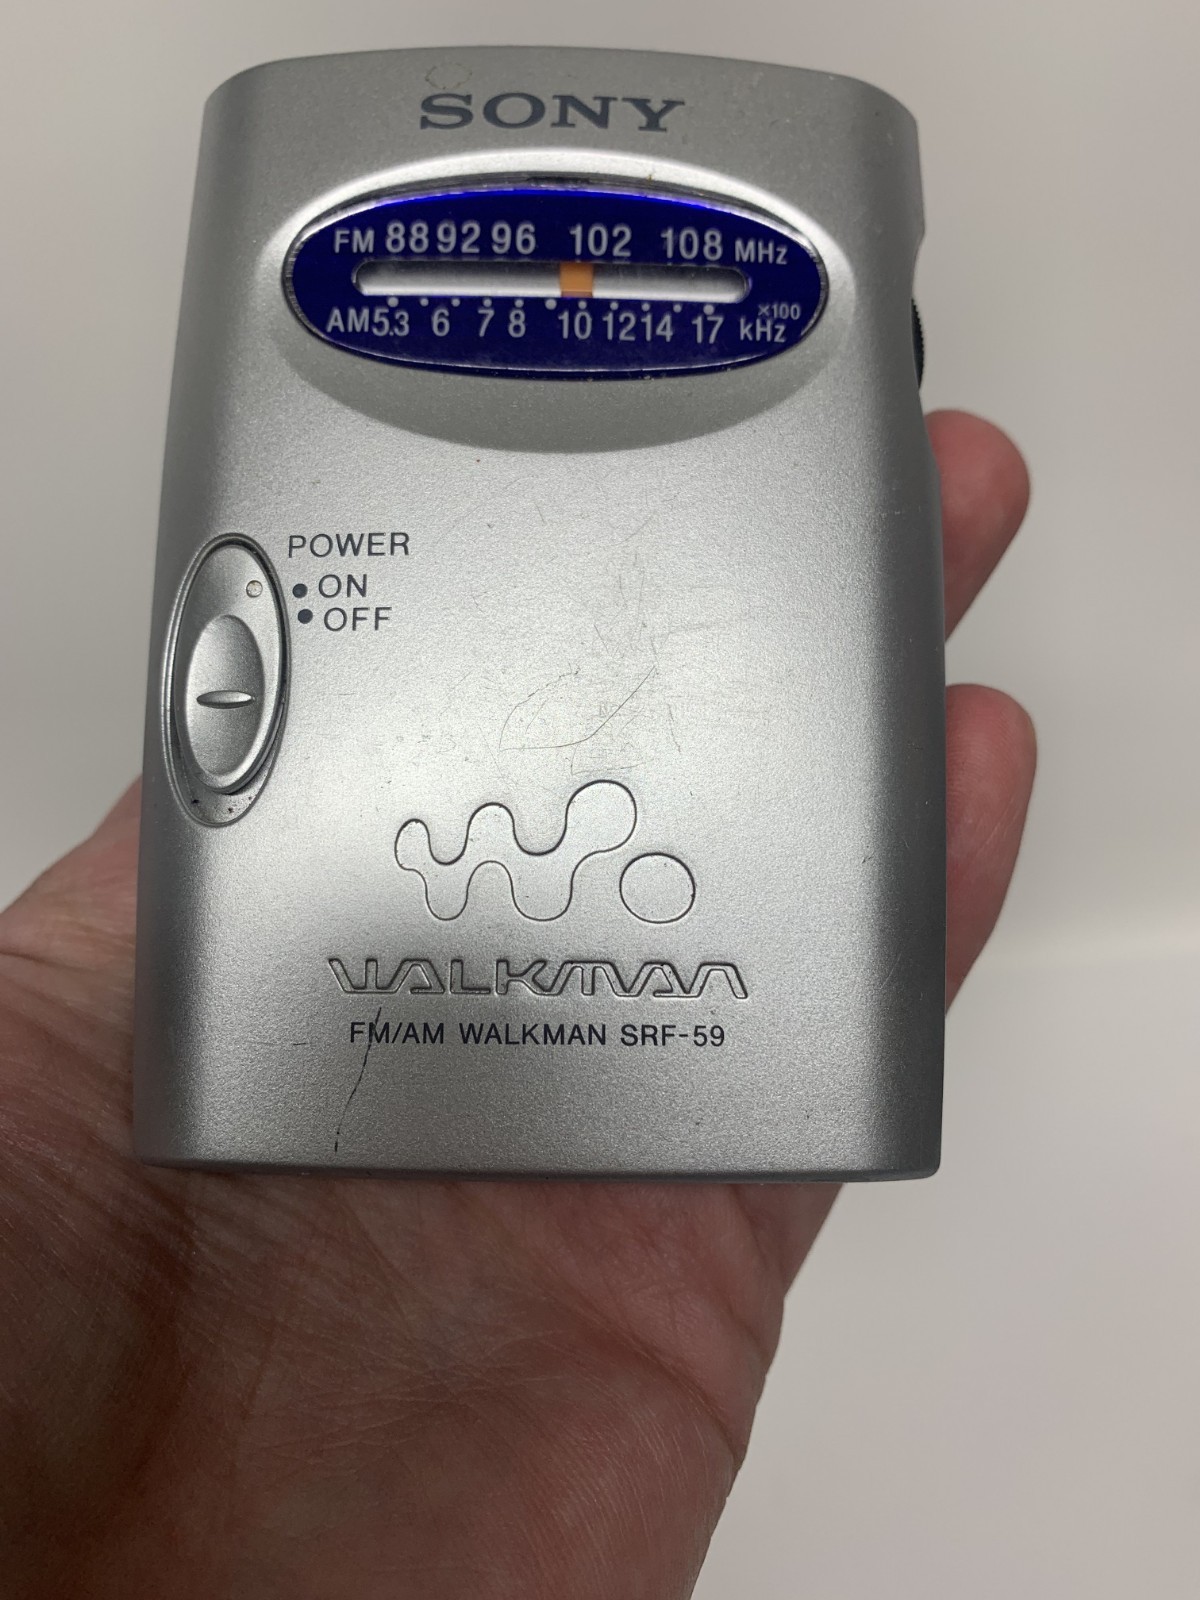 SONY
FM 88 92 96 102 108 MHz
AM 5.3 6 7 8 10 12 14 17 kHz ×100
POWER
• ON
• OFF
WALKMAN
FM/AM WALKMAN SRF-59